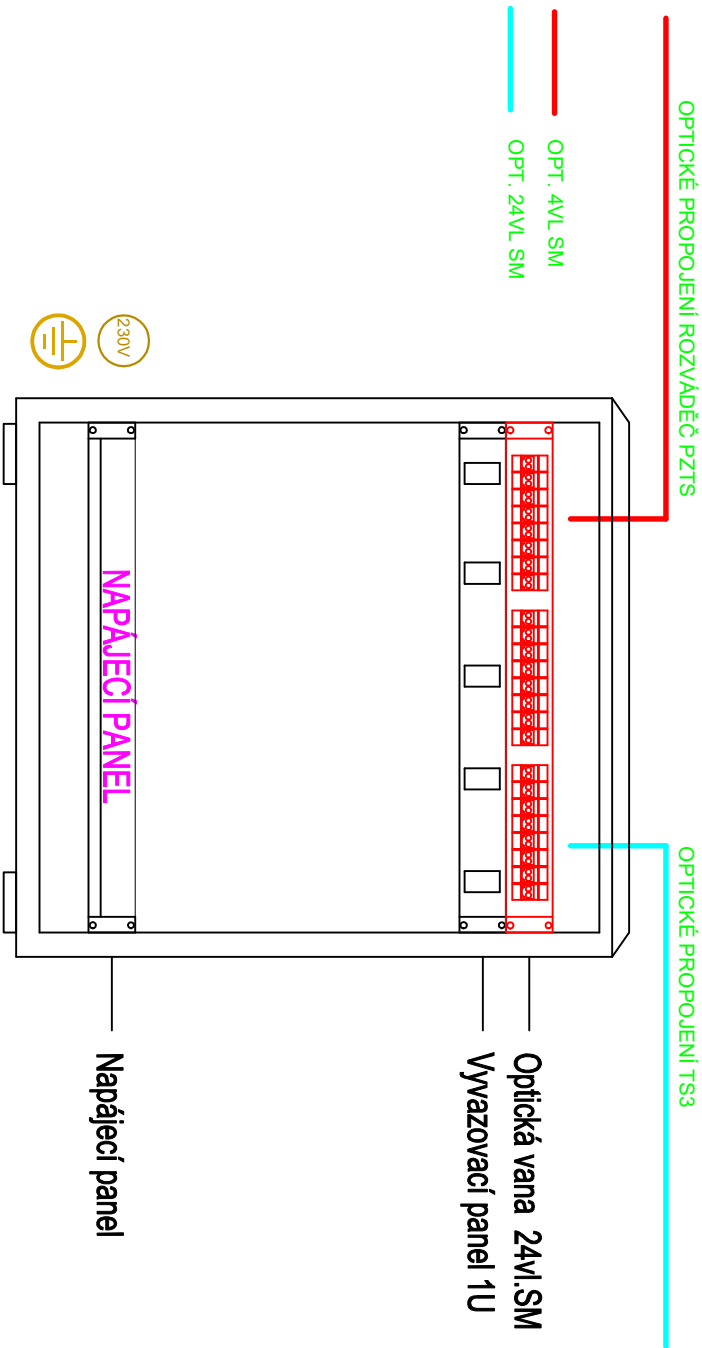 OPTICKÉ PROPOJENÍ ROZVÁDĚČ PZTS
OPTICKÉ PROPOJENÍ TS3
OPT. 4VL SM
OPT. 24VL SM
Optická vana 24vl.SM
Vyvazovací panel 1U
230V
NAPÁJECÍ PANEL
Napájecí panel